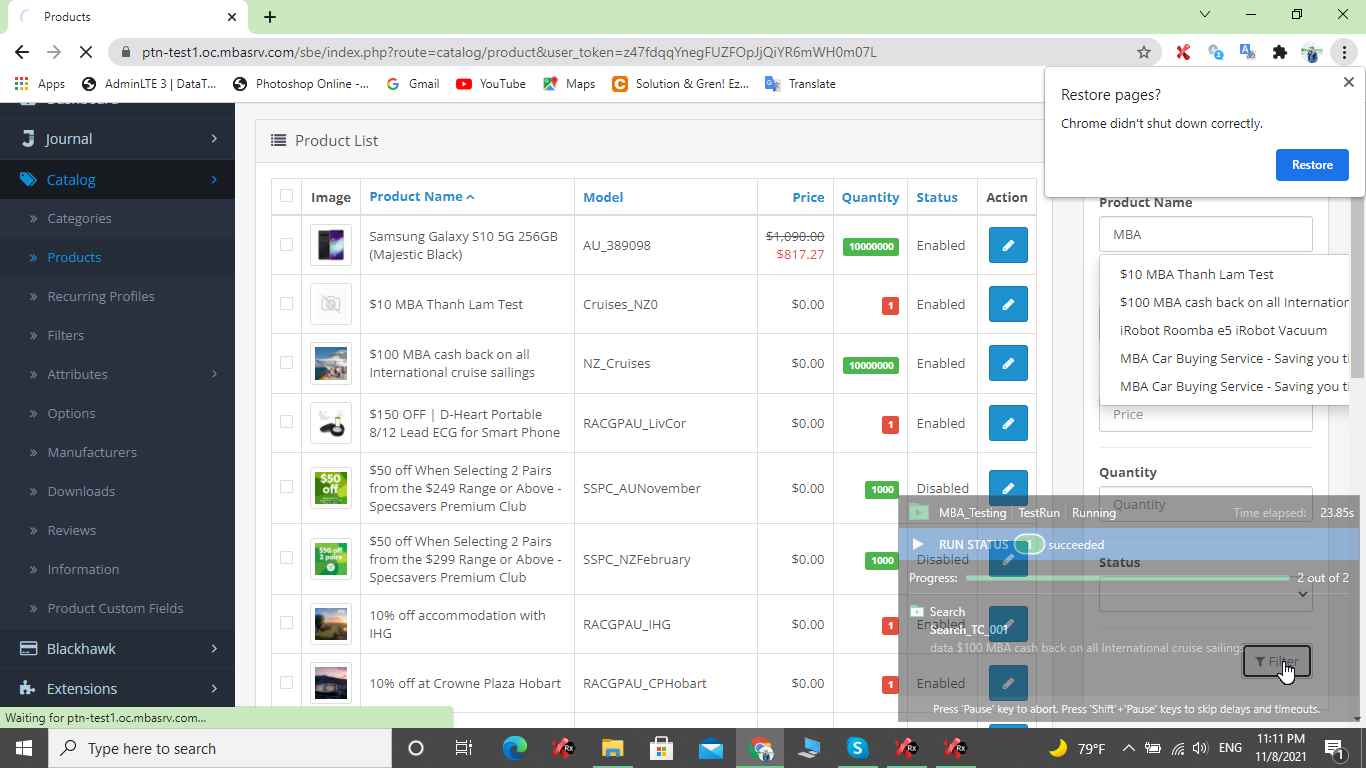 Products
ptn-test1.oc.mbasrv.com/sbe/index.php?route=catalog/product&user_token=z47fdqqYnegFUZFOpJjQiYR6mWH0m07L
Apps
AdminLTE 3 | DataT...
Photoshop Online -...
Gmail
YouTube
Maps
Solution & Gren! Ez...
Translate
Restore pages?
Chrome didn't shut down correctly.
Restore
Dashboard
Journal
Catalog
Categories
Products
Recurring Profiles
Filters
Attributes
Options
Manufacturers
Downloads
Reviews
Information
Product Custom Fields
Blackhawk
Extensions
Product List
Image Product Name Model Price Quantity Status Action
Samsung Galaxy S10 5G 256GB
(Majestic Black)
AU_389098
$1,090.00
$817.27
10000000
Enabled
$10 MBA Thanh Lam Test
Cruises_NZ0
$0.00
1
Enabled
$100 MBA cash back on all
International cruise sailings
NZ_Cruises
$0.00
10000000
Enabled
$150 OFF | D-Heart Portable
8/12 Lead ECG for Smart Phone
RACGPAU_LivCor
$0.00
1
Enabled
$50 off When Selecting 2 Pairs
from the $249 Range or Above -
Specsavers Premium Club
SSPC_AUNovember
$0.00
1000
Disabled
$50 off When Selecting 2 Pairs
from the $299 Range or Above -
Specsavers Premium Club
SSPC_NZFebruary
$0.00
1000
Disabled
10% off accommodation with
IHG
RACGPAU_IHG
$0.00
1
Enabled
10% off at Crowne Plaza Hobart
RACGPAU_CPHobart
$0.00
1
Enabled
Product Name
MBA
$10 MBA Thanh Lam Test
$100 MBA cash back on all Internation
iRobot Roomba e5 iRobot Vacuum
MBA Car Buying Service - Saving you ti
MBA Car Buying Service - Saving you ti
Price
Quantity
Quantity
Status
Filter
MBA_Testing TestRun Running
Time elapsed: 23.85s
RUN STATUS 1 succeeded
Progress: 2 out of 2
Search
Search_TC_001
data $100 MBA cash back on all International cruise sailings
Press 'Pause' key to abort. Press 'Shift'+'Pause' keys to skip delays and timeouts.
Waiting for ptn-test1.oc.mbasrv.com...
Type here to search
79°F
ENG
11:11 PM
11/8/2021
1